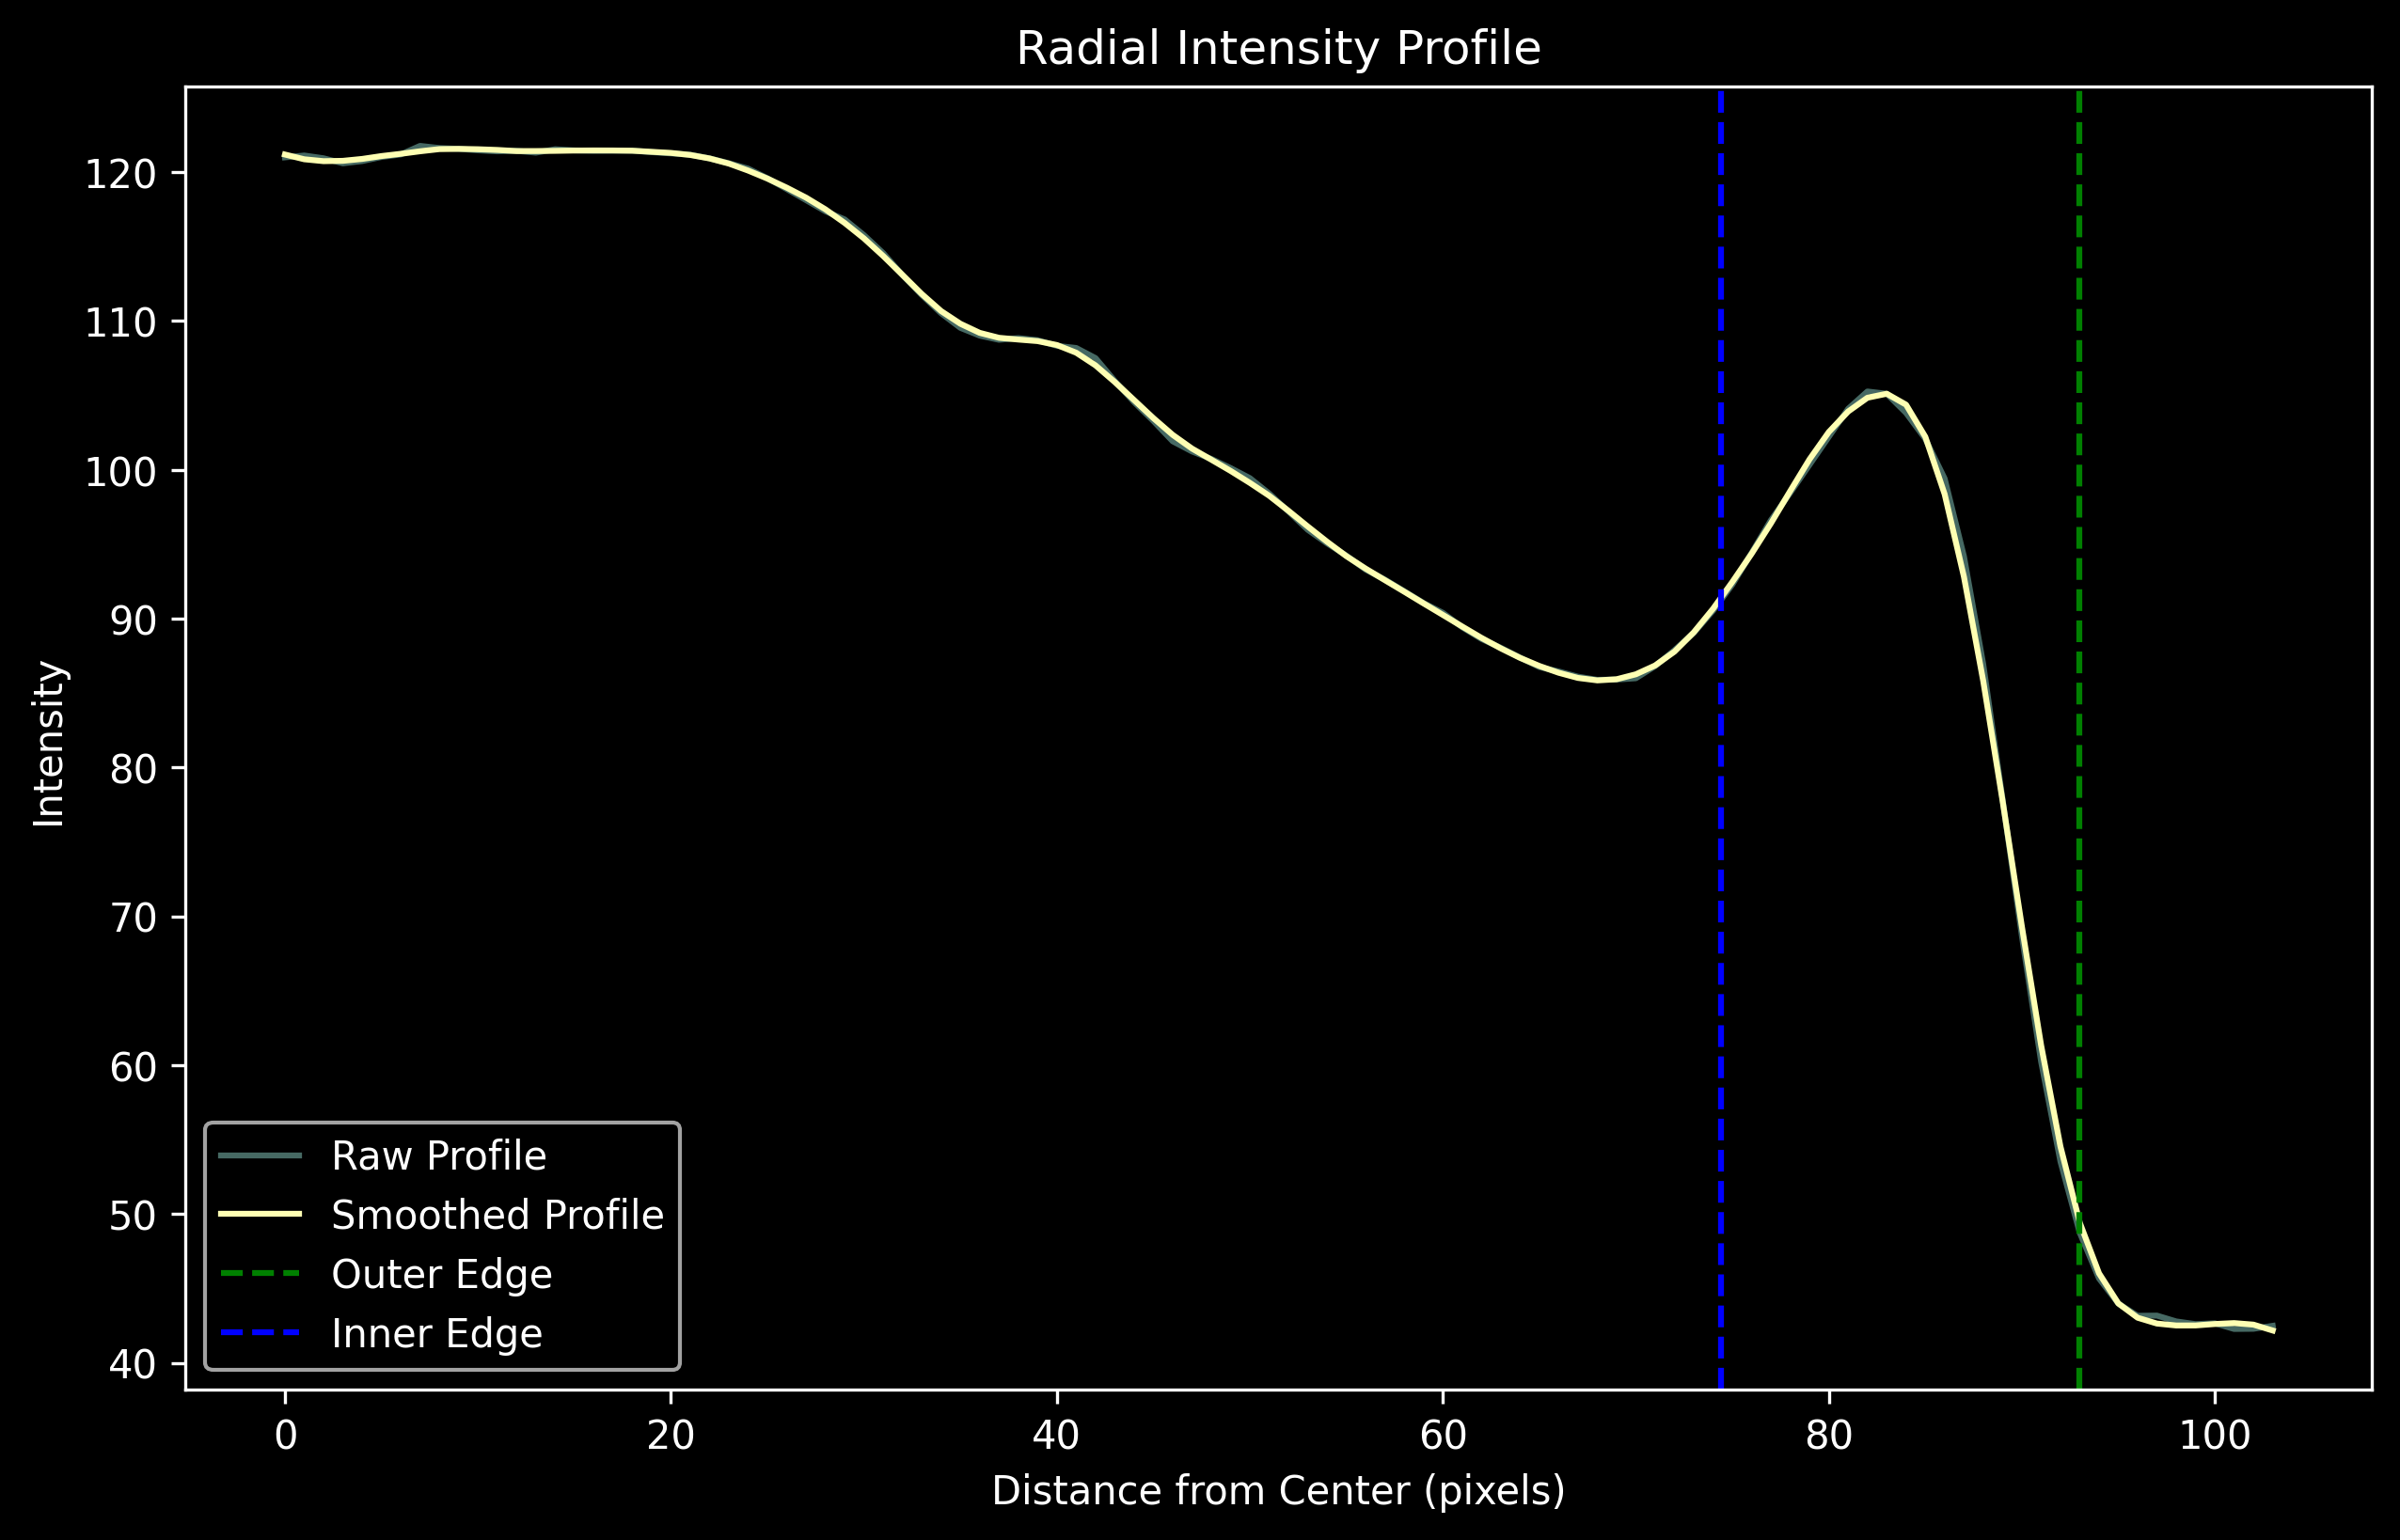 Radial Intensity Profile
120
110
100
90
80
70
60
50
40
Intensity
Raw Profile
Smoothed Profile
Outer Edge
Inner Edge
0
20
40
60
80
100
Distance from Center (pixels)